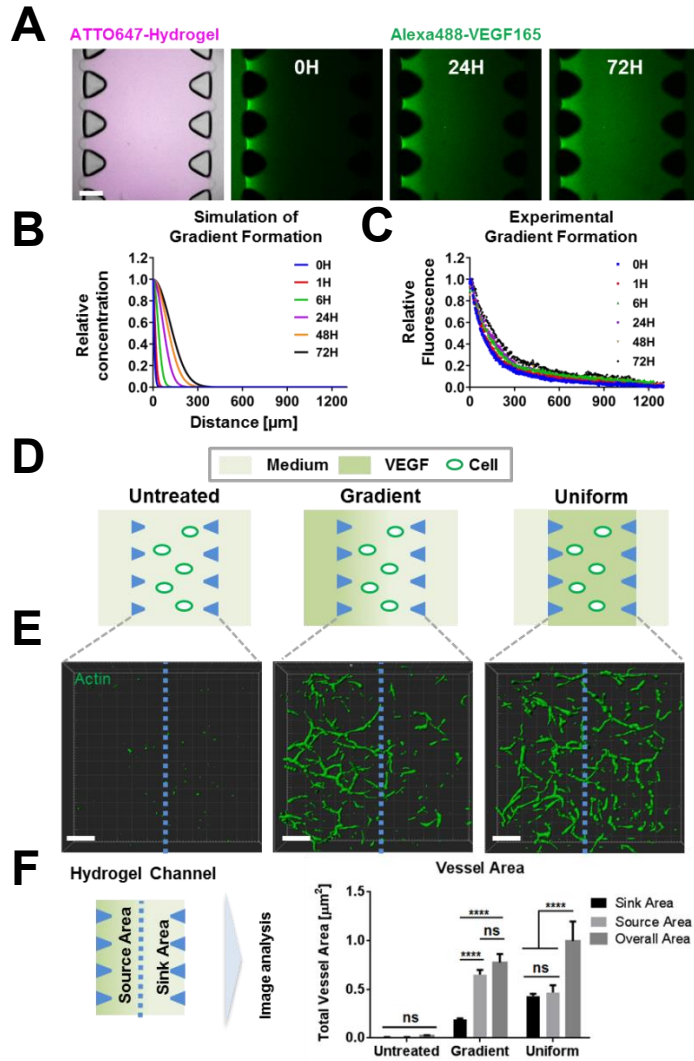 A
ATTO647-Hydrogel
Alexa488-VEGF165
0H
24H
72H
B
Simulation of
Gradient Formation
Relative
concentration
1.2
1.0
0.8
0.6
0.4
0.2
0.0
0
300
600
900
1200
Distance [µm]
0H
1H
6H
24H
48H
72H
C
Experimental
Gradient Formation
Relative
Fluorescence
1.2
1.0
0.8
0.6
0.4
0.2
0.0
0
300
600
900
1200
0H
1H
6H
24H
48H
72H
D
Medium VEGF Cell
Untreated
Gradient
Uniform
E
Actin
F
Hydrogel Channel
Source Area
Sink Area
Image analysis
Vessel Area
Total Vessel Area [µm²]
1.5
1.0
0.5
0.0
ns
****
****
ns
****
ns
Untreated
Gradient
Uniform
Sink Area
Source Area
Overall Area